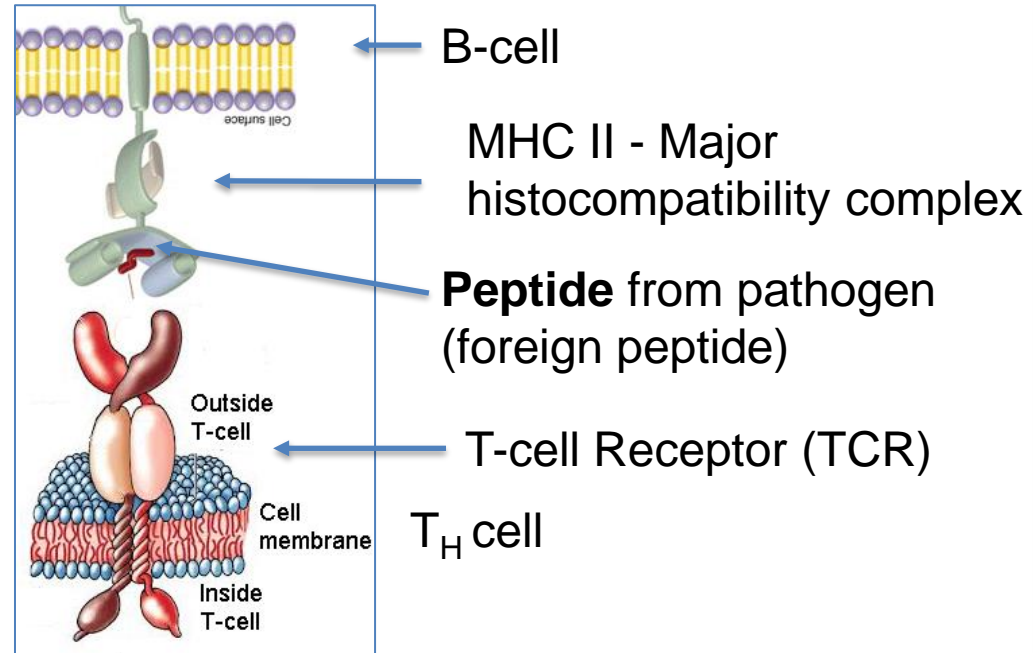 B-cell
Cell surface
MHC II - Major
histocompatibility complex
Peptide from pathogen
(foreign peptide)
Outside
T-cell
T-cell Receptor (TCR)
Cell
membrane
TH cell
Inside
T-cell